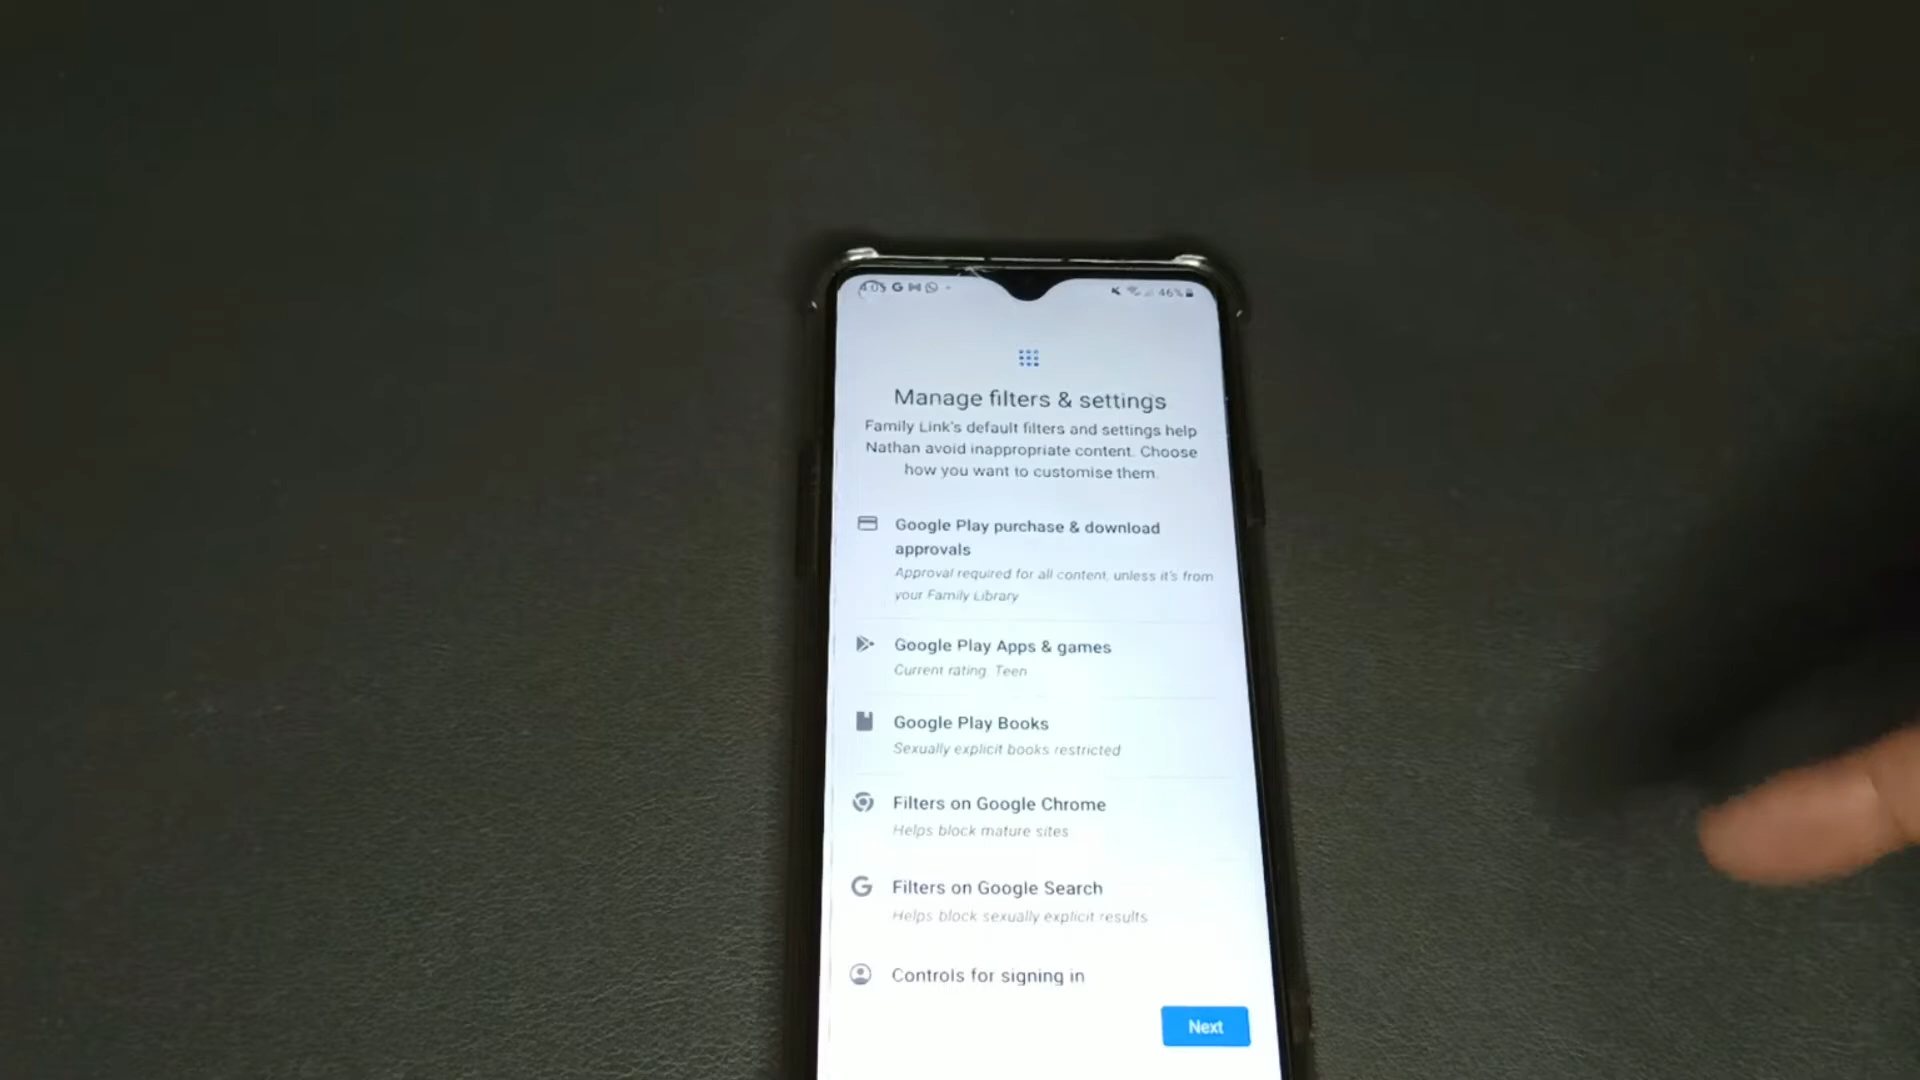 4:05 G
46%
Manage filters & settings
Family Link's default filters and settings help
Nathan avoid inappropriate content. Choose
how you want to customise them.
Google Play purchase & download
approvals
Approval required for all content, unless it's from
your Family Library
Google Play Apps & games
Current rating: Teen
Google Play Books
Sexually explicit books restricted
Filters on Google Chrome
Helps block mature sites
G Filters on Google Search
Helps block sexually explicit results
Controls for signing in
Next